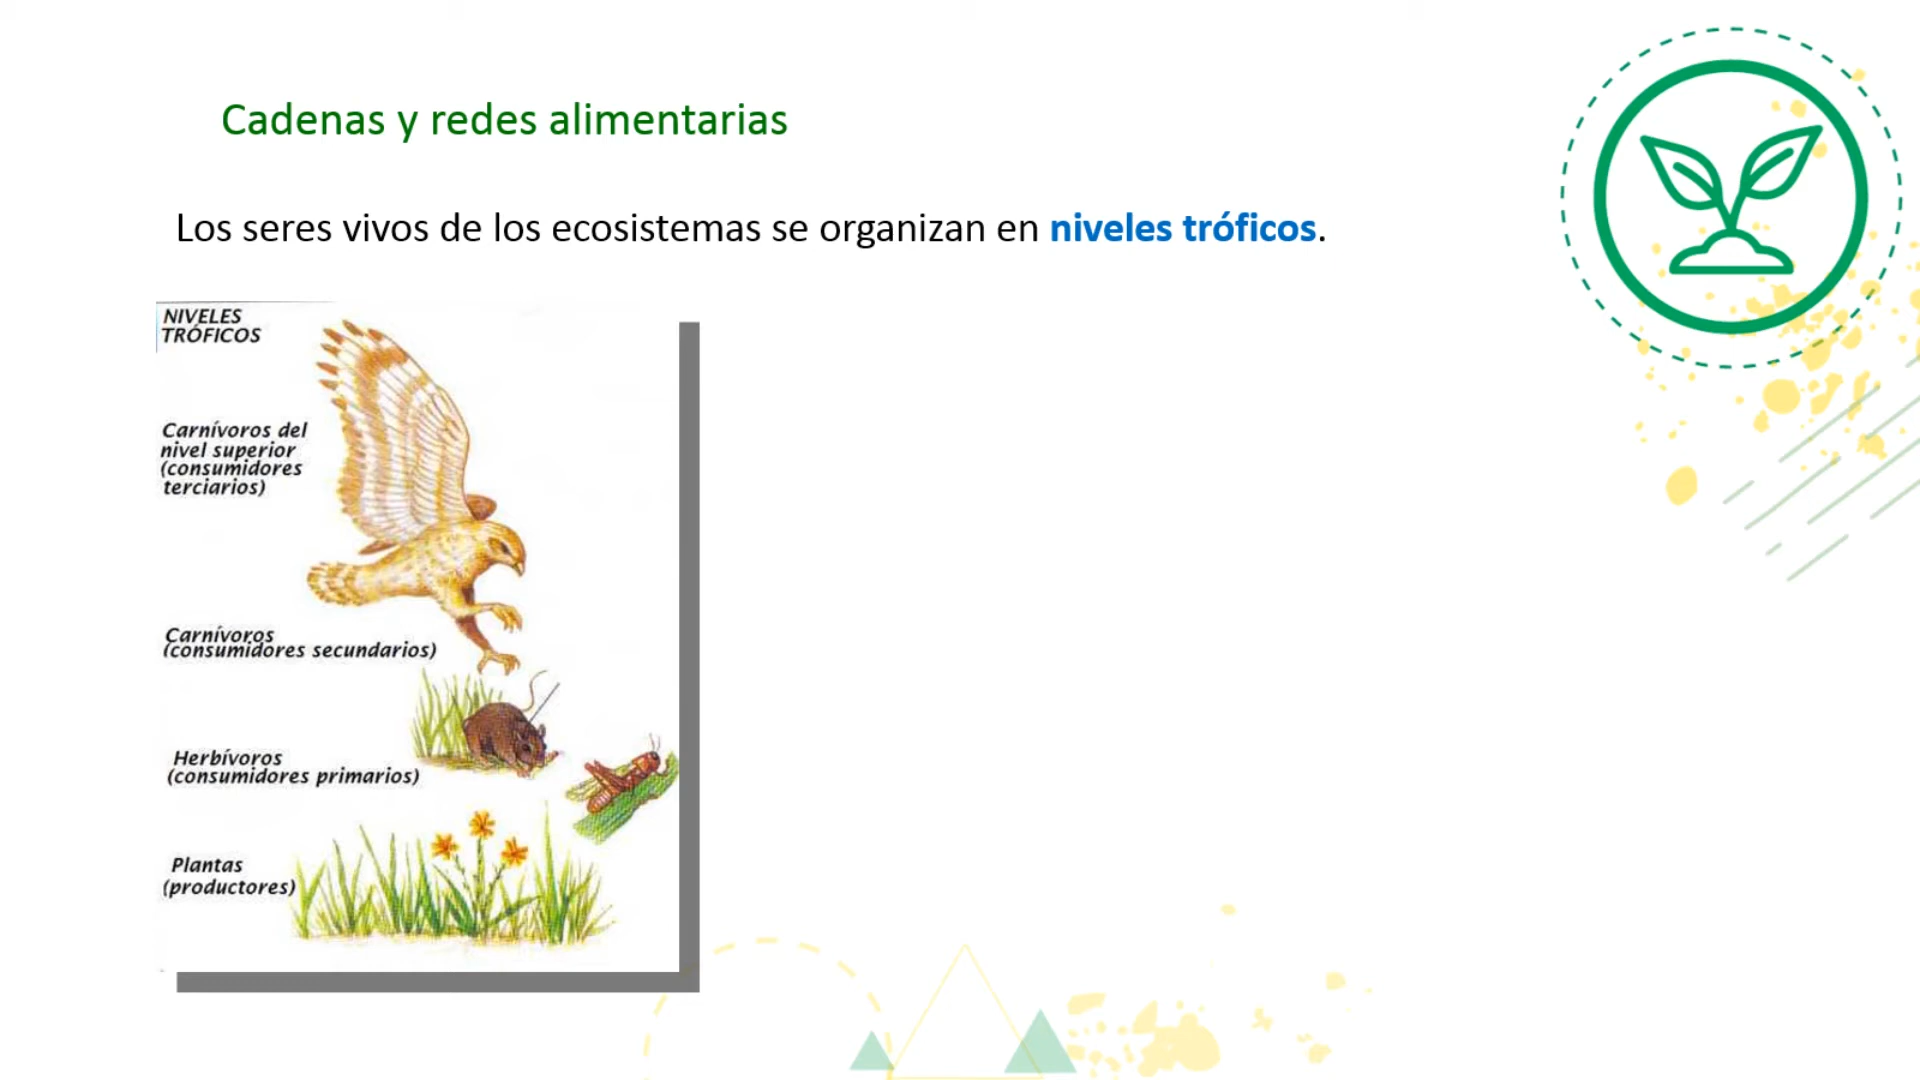 Cadenas y redes alimentarias
Los seres vivos de los ecosistemas se organizan en niveles tróficos.
NIVELES
TRÓFICOS
Carnívoros del
nivel superior
(consumidores
terciarios)
Carnívoros
(consumidores secundarios)
Herbívoros
(consumidores primarios)
Plantas
(productores)